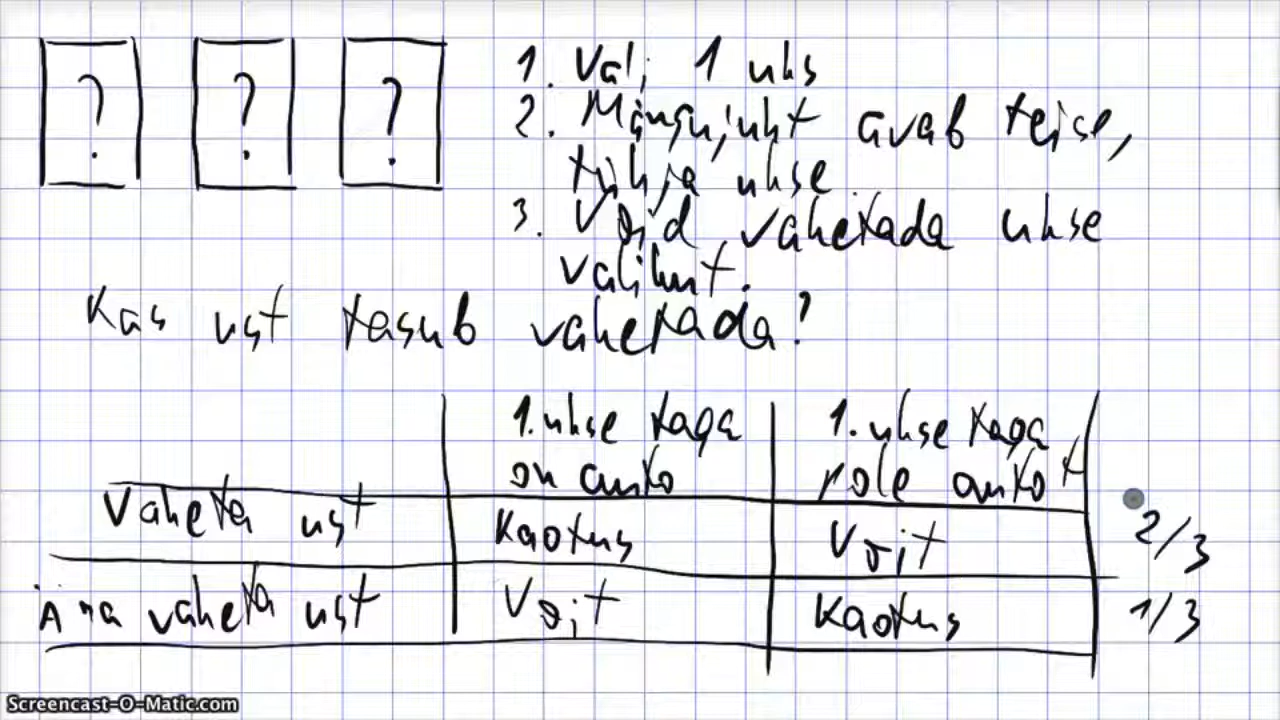 ? ? ?
1. Vali 1 uks
2. Mängujuht avab teise,
tühja ukse
3. Võid vahetada ukse
valikut.
Kas ust tasub vahetada?
1. ukse taga 1. ukse taga
on auto pole autot
Vaheta ust Kaotus Võit 2/3
Ära vaheta ust Võit Kaotus 1/3
Screencast-O-Matic.com